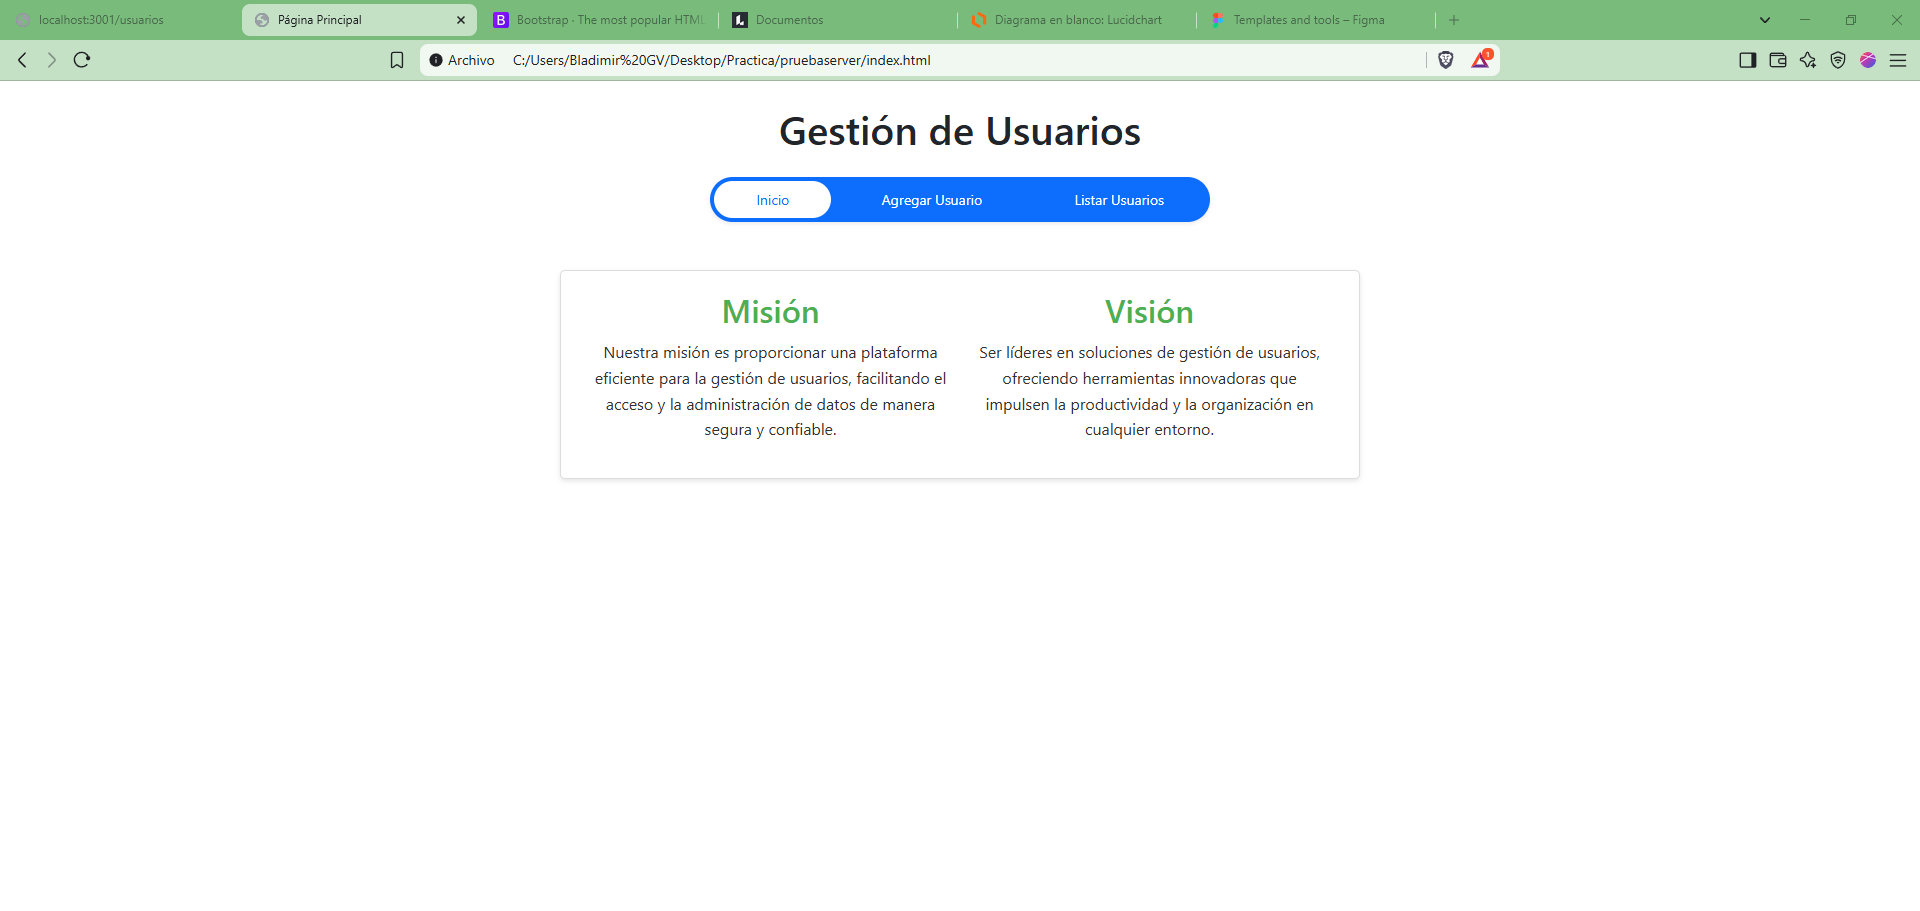 localhost:3001/usuarios
Página Principal
Bootstrap · The most popular HTML
Documentos
Diagrama en blanco: Lucidchart
Templates and tools – Figma
Archivo C:/Users/Bladimir%20GV/Desktop/Practica/pruebaserver/index.html
1
Gestión de Usuarios
Inicio
Agregar Usuario
Listar Usuarios
Misión
Nuestra misión es proporcionar una plataforma
eficiente para la gestión de usuarios, facilitando el
acceso y la administración de datos de manera
segura y confiable.
Visión
Ser líderes en soluciones de gestión de usuarios,
ofreciendo herramientas innovadoras que
impulsen la productividad y la organización en
cualquier entorno.